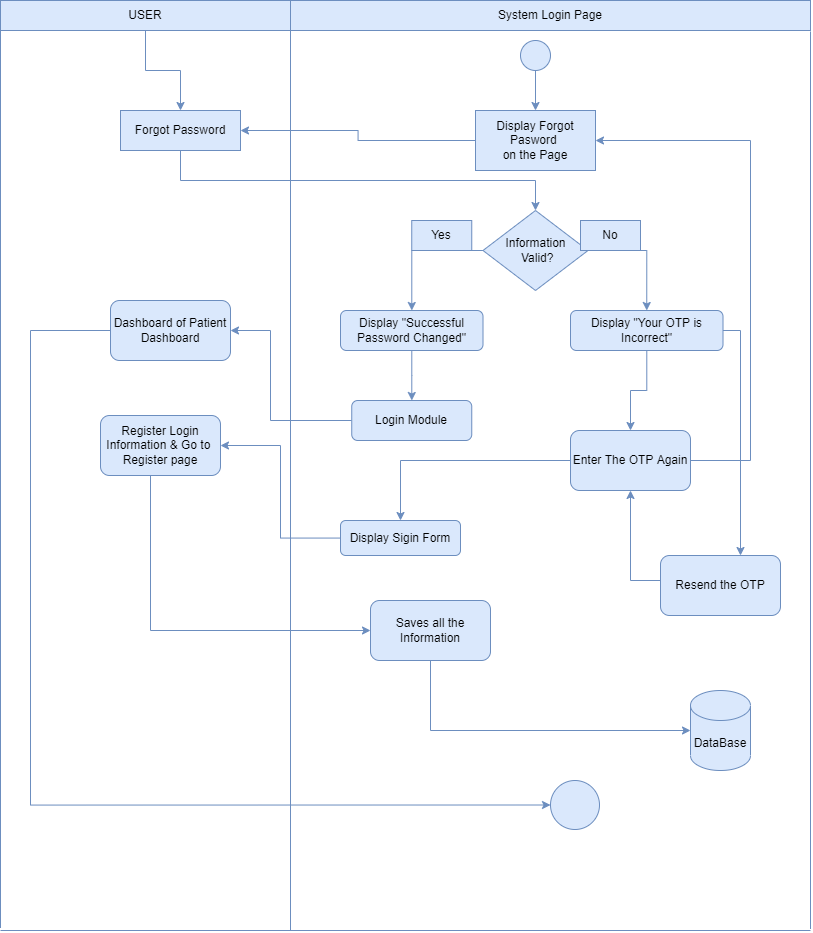 USER
System Login Page
Forgot Password
Display Forgot
Pasword
on the Page
Yes
Information
Valid?
No
Dashboard of Patient
Dashboard
Display "Successful
Password Changed"
Display "Your OTP is
Incorrect"
Login Module
Register Login
Information & Go to
Register page
Enter The OTP Again
Display Sigin Form
Resend the OTP
Saves all the
Information
DataBase